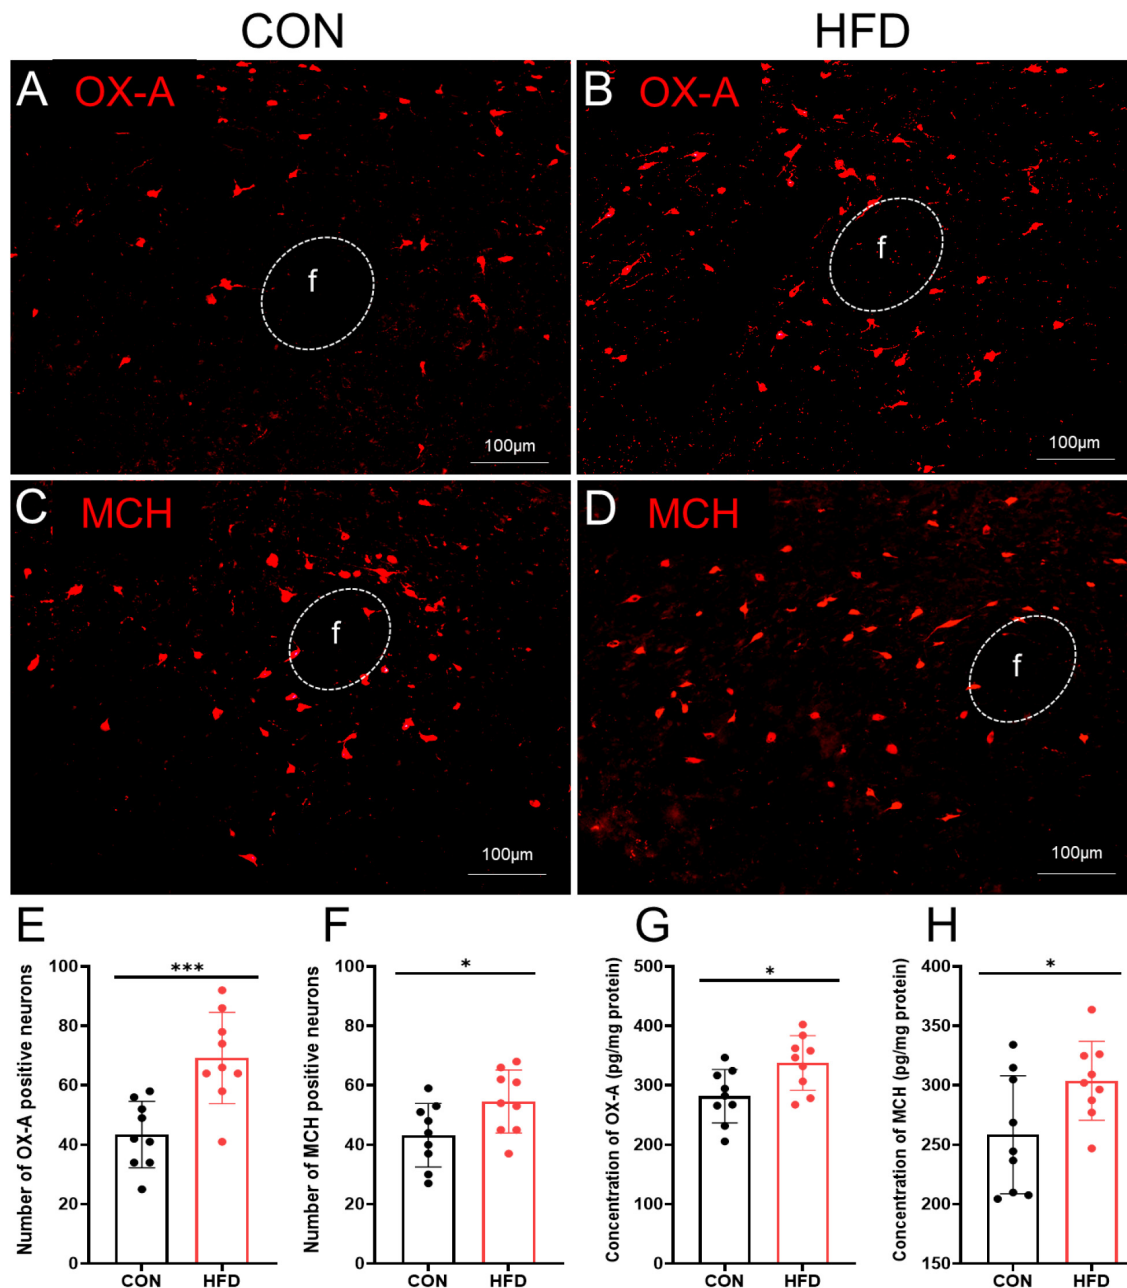 CON HFD
A OX-A
f
100μm
B OX-A
f
100μm
C MCH
f
100μm
D MCH
f
100μm
E
Number of OX-A positive neurons
100
80
60
40
20
0
***
CON HFD
F
Number of MCH positive neurons
100
80
60
40
20
0
*
CON HFD
G
Concentration of OX-A (pg/mg protein)
500
400
300
200
100
0
*
CON HFD
H
Concentration of MCH (pg/mg protein)
400
350
300
250
200
150
*
CON HFD